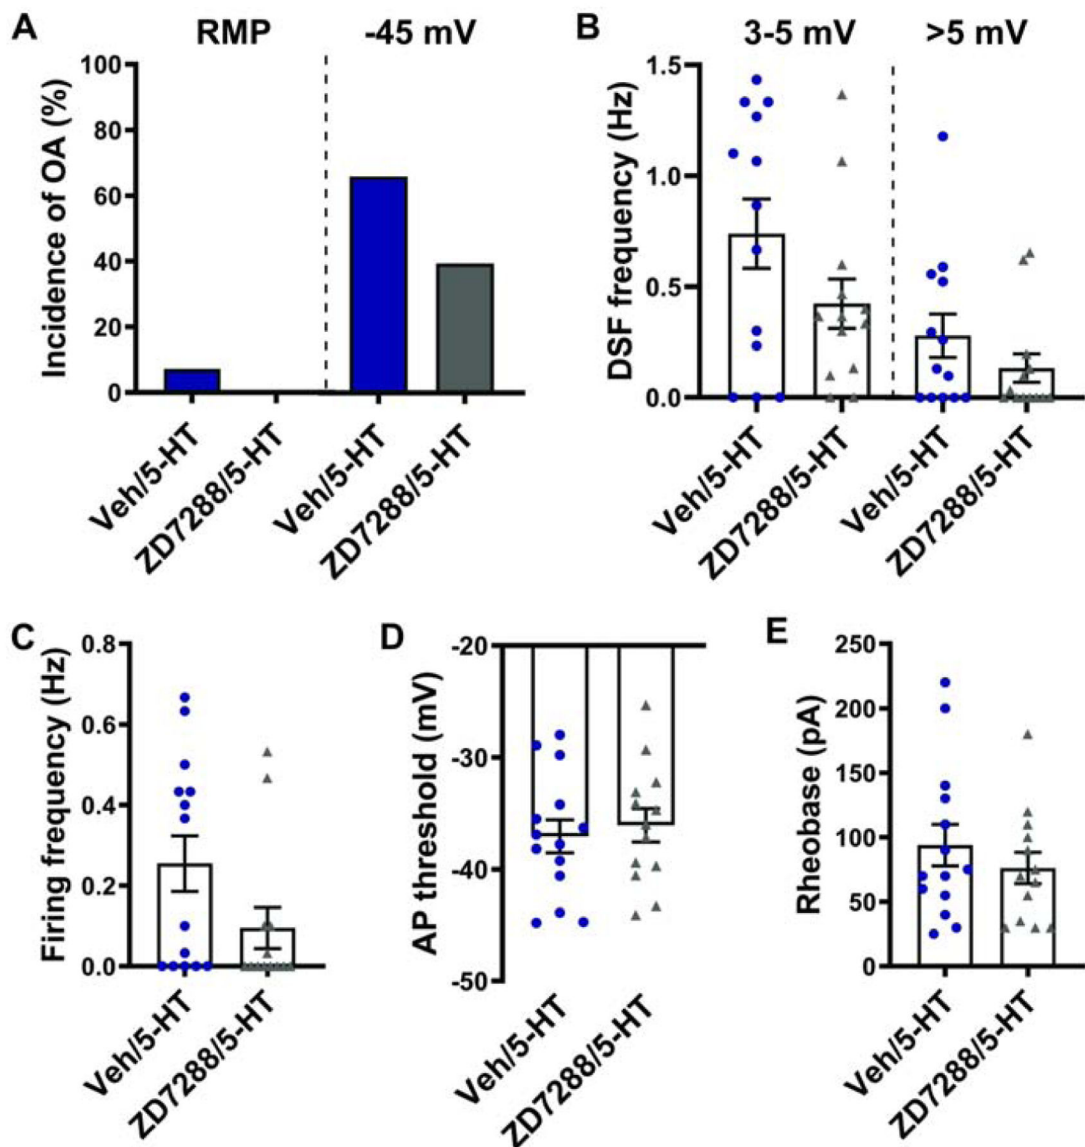 A
RMP
-45 mV
Incidence of OA (%)
100
80
60
40
20
0
Veh/5-HT
ZD7288/5-HT
Veh/5-HT
ZD7288/5-HT
B
3-5 mV
>5 mV
DSF frequency (Hz)
1.5
1.0
0.5
0.0
Veh/5-HT
ZD7288/5-HT
Veh/5-HT
ZD7288/5-HT
C
Firing frequency (Hz)
0.8
0.6
0.4
0.2
0.0
Veh/5-HT
ZD7288/5-HT
D
AP threshold (mV)
-20
-30
-40
-50
Veh/5-HT
ZD7288/5-HT
E
Rheobase (pA)
250
200
150
100
50
0
Veh/5-HT
ZD7288/5-HT